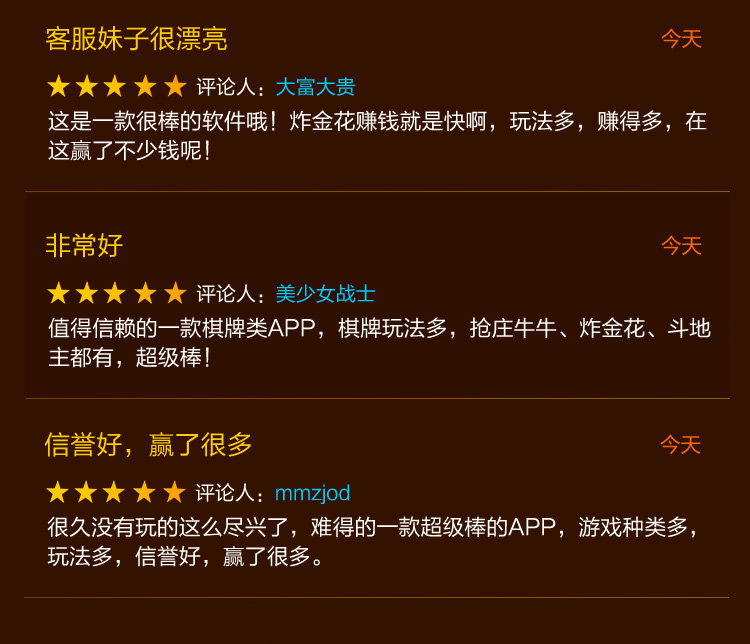 客服妹子很漂亮 今天
★★★★★ 评论人：大富大贵
这是一款很棒的软件哦！炸金花赚钱就是快啊，玩法多，赚得多，在
这赢了不少钱呢！
非常好 今天
★★★★★ 评论人：美少女战士
值得信赖的一款棋牌类APP，棋牌玩法多，抢庄牛牛、炸金花、斗地
主都有，超级棒！
信誉好，赢了很多 今天
★★★★★ 评论人：mmzjod
很久没有玩的这么尽兴了，难得的一款超级棒的APP，游戏种类多，
玩法多，信誉好，赢了很多。